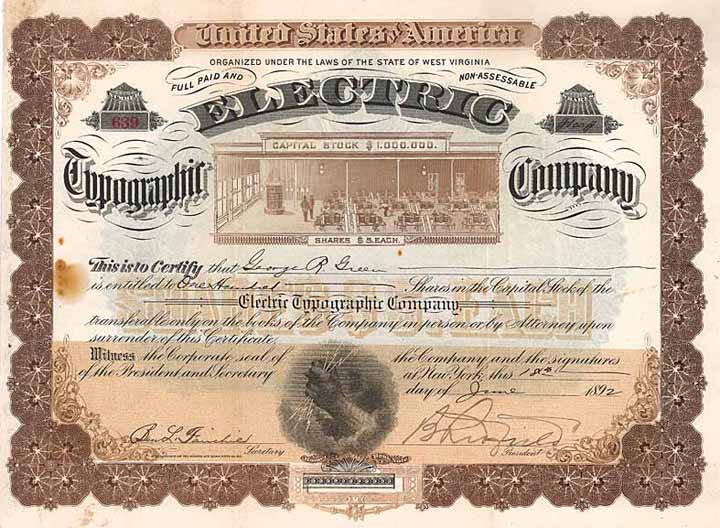 United States of America
ORGANIZED UNDER THE LAWS OF THE STATE OF WEST VIRGINIA
FULL PAID AND NON-ASSESSABLE
ELECTRIC
639
CAPITAL STOCK $1,000,000.
Typographic Company
SHARES $5. EACH.
This is to Certify that George R. Green
is entitled to One Hundred Shares in the Capital Stock of the
Electric Typographic Company
transferable only on the books of the Company, in person or by Attorney upon
surrender of this Certificate.
Witness the Corporate seal of the Company and the signatures
of the President and Secretary at New York, this 18th
day of June 1892
Ben L. Fairchild
Secretary President